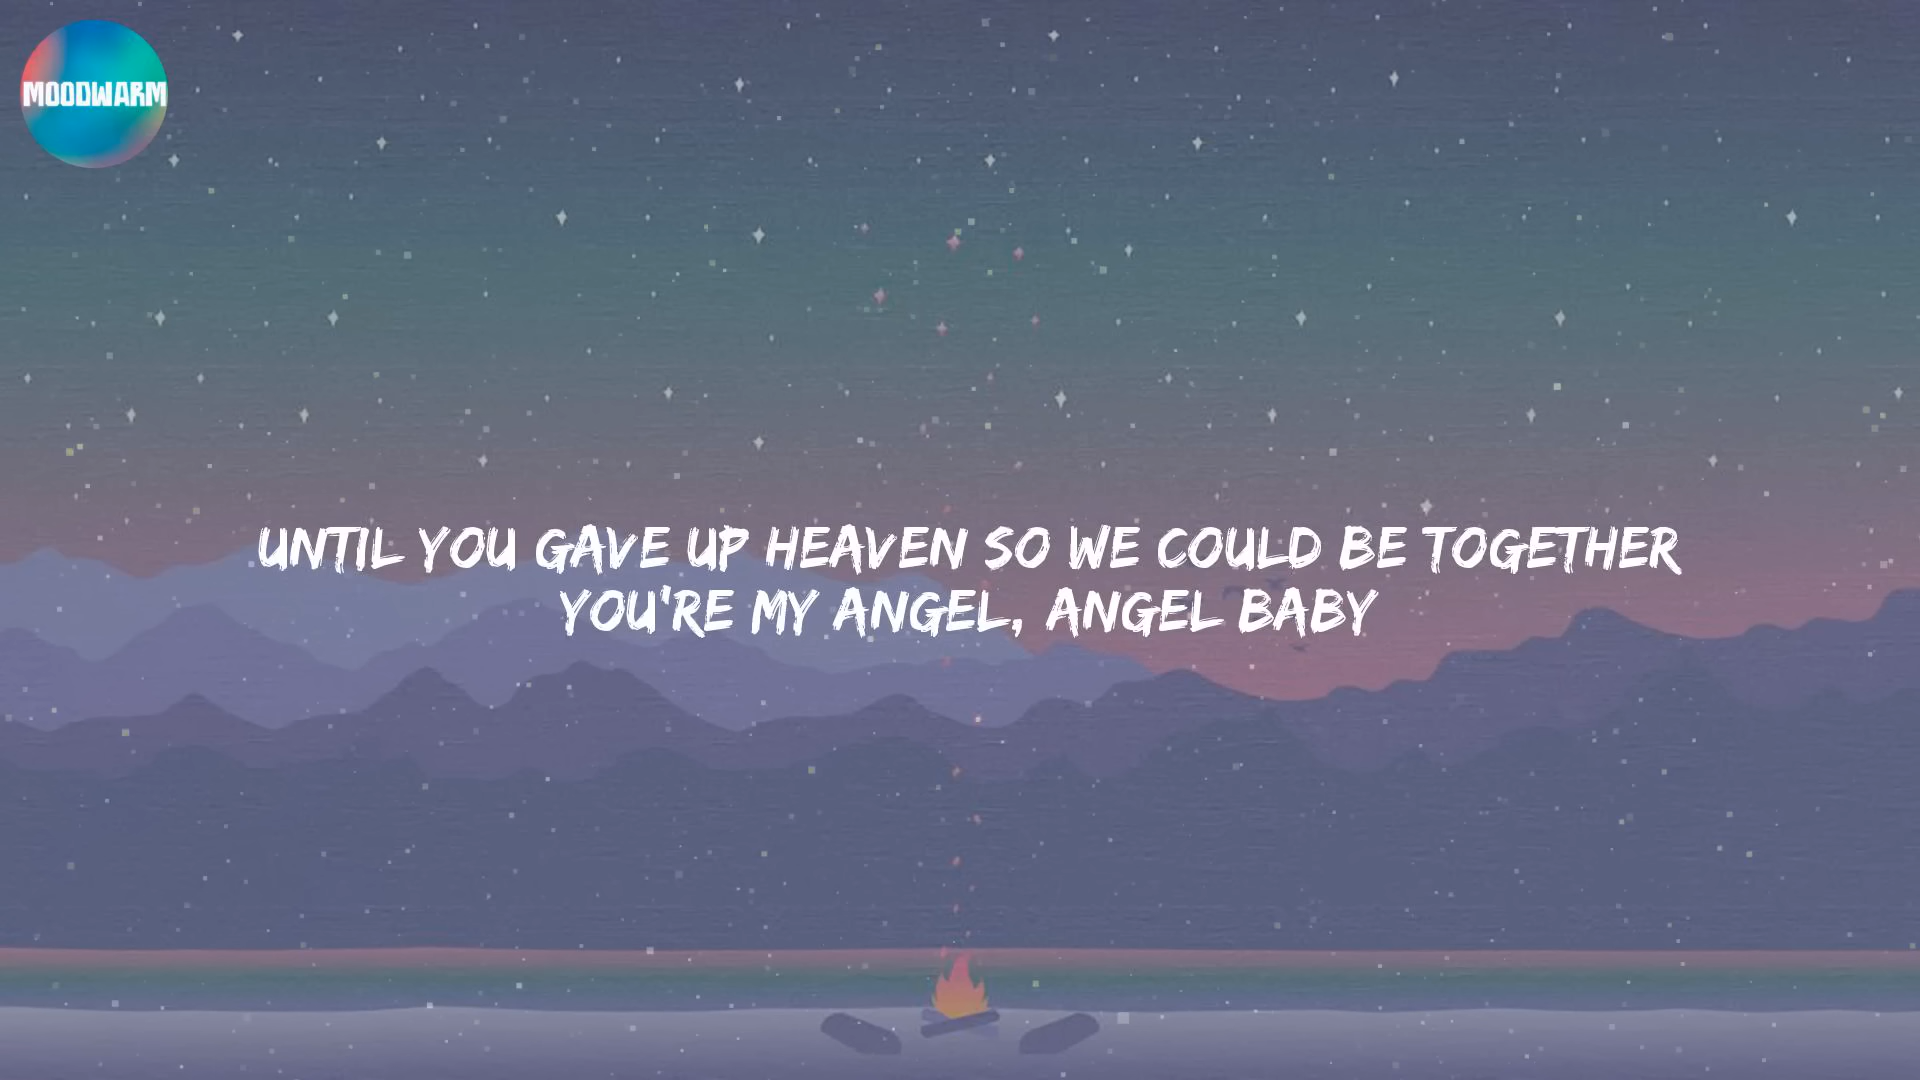 MOODWARM
UNTIL YOU GAVE UP HEAVEN SO WE COULD BE TOGETHER
YOU'RE MY ANGEL, ANGEL BABY